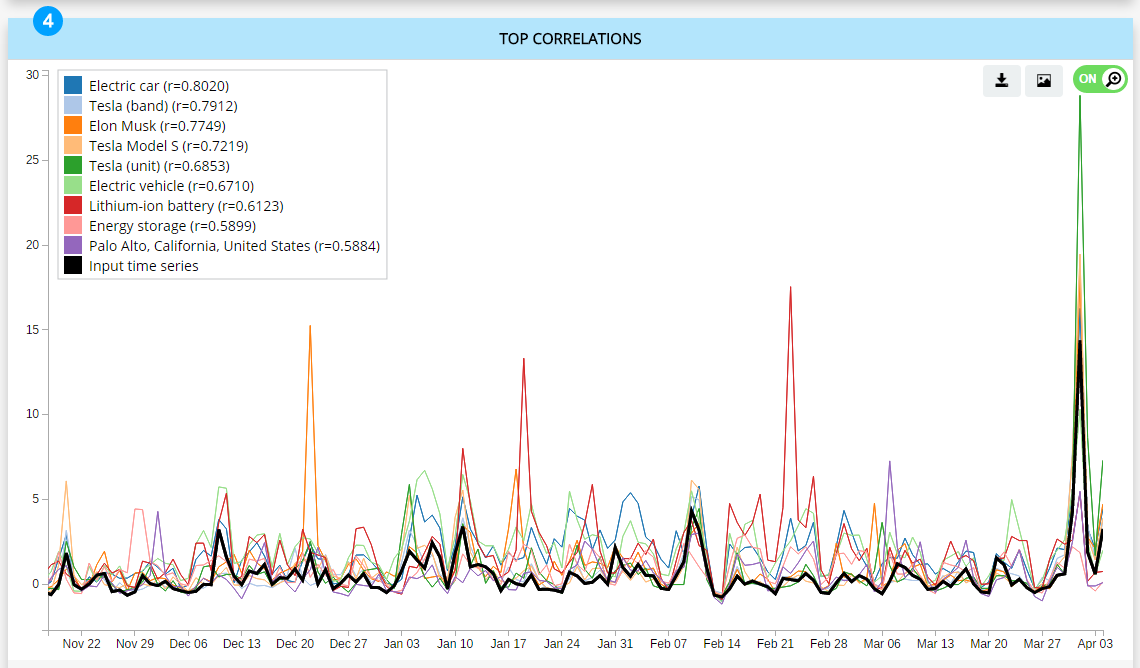 4
TOP CORRELATIONS
ON
Electric car (r=0.8020)
Tesla (band) (r=0.7912)
Elon Musk (r=0.7749)
Tesla Model S (r=0.7219)
Tesla (unit) (r=0.6853)
Electric vehicle (r=0.6710)
Lithium-ion battery (r=0.6123)
Energy storage (r=0.5899)
Palo Alto, California, United States (r=0.5884)
Input time series
30
25
20
15
10
5
0
Nov 22 Nov 29 Dec 06 Dec 13 Dec 20 Dec 27 Jan 03 Jan 10 Jan 17 Jan 24 Jan 31 Feb 07 Feb 14 Feb 21 Feb 28 Mar 06 Mar 13 Mar 20 Mar 27 Apr 03